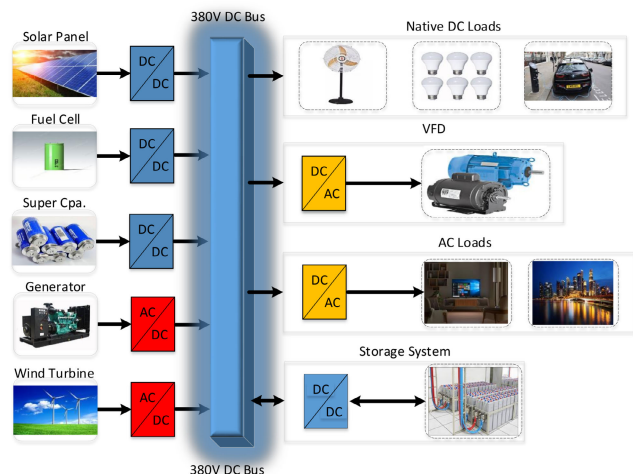 380V DC Bus
Solar Panel
DC
DC
Fuel Cell
DC
DC
Super Cpa.
DC
DC
Generator
AC
DC
Wind Turbine
AC
DC
Native DC Loads
VFD
DC
AC
AC Loads
DC
AC
Storage System
DC
DC
380V DC Bus